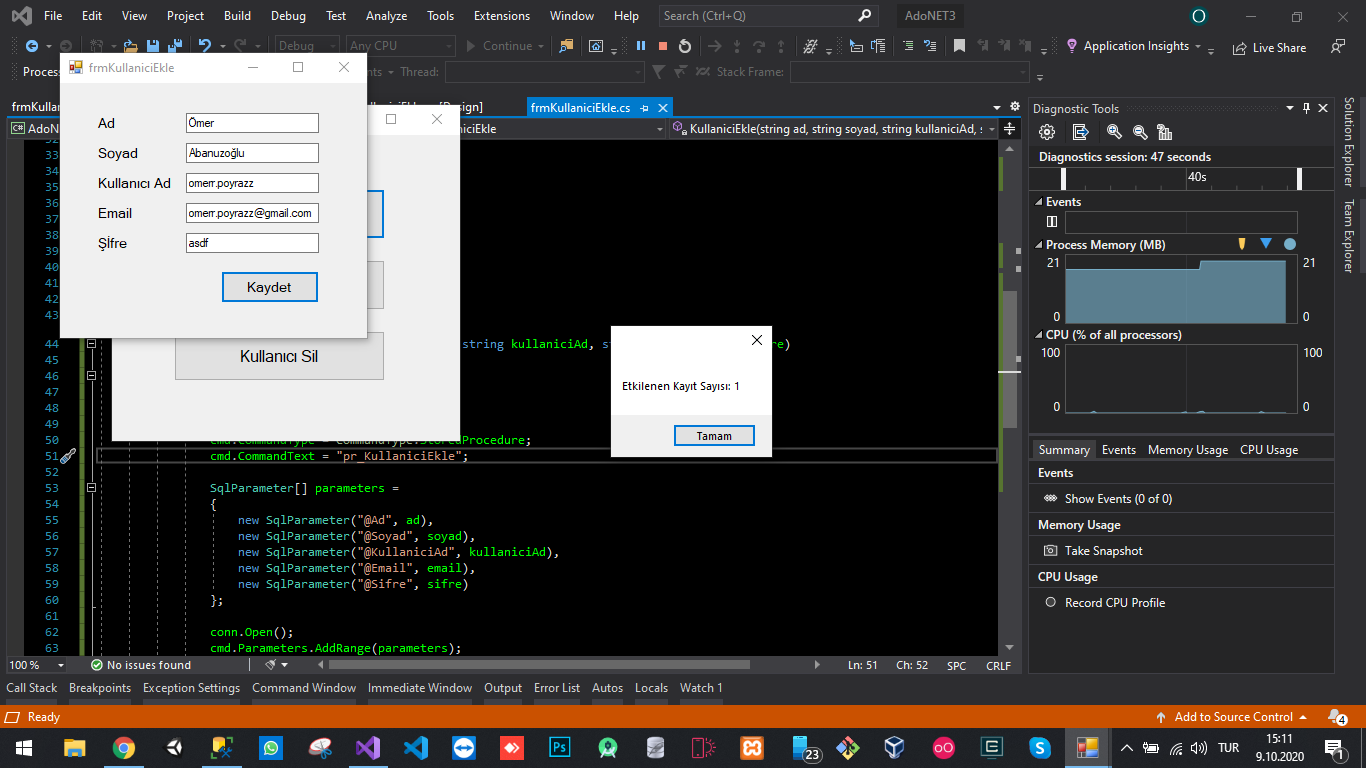 File Edit View Project Build Debug Test Analyze Tools Extensions Window Help Search (Ctrl+Q) AdoNET3 O
Debug Any CPU Continue Application Insights Live Share
Process Thread: Stack Frame:
frmKullaniciEkle
Ad Ömer
Soyad Abanuzoğlu
Kullanıcı Ad omerr.poyrazz
Email omerr.poyrazz@gmail.com
Şİfre asdf
Kaydet
Kullanıcı Sil
[Design] frmKullaniciEkle.cs
C# KullaniciEkle(string ad, string soyad, string kullaniciAd,
33
34
35
36
37
38
39
40
41
42
43
44 string kullaniciAd,
45
46
47
48
49
50 cmd.CommandType = CommandType.StoredProcedure;
51 cmd.CommandText = "pr_KullaniciEkle";
52
53 SqlParameter[] parameters =
54 {
55 new SqlParameter("@Ad", ad),
56 new SqlParameter("@Soyad", soyad),
57 new SqlParameter("@KullaniciAd", kullaniciAd),
58 new SqlParameter("@Email", email),
59 new SqlParameter("@Sifre", sifre)
60 };
61
62 conn.Open();
63 cmd.Parameters.AddRange(parameters);
Etkilenen Kayıt Sayısı: 1
Tamam
100 % No issues found Ln: 51 Ch: 52 SPC CRLF
Diagnostic Tools
Diagnostics session: 47 seconds
40s
Events
Process Memory (MB)
21 21
0 0
CPU (% of all processors)
100 100
0 0
Summary Events Memory Usage CPU Usage
Events
Show Events (0 of 0)
Memory Usage
Take Snapshot
CPU Usage
Record CPU Profile
Solution Explorer
Team Explorer
Call Stack Breakpoints Exception Settings Command Window Immediate Window Output Error List Autos Locals Watch 1
Ready Add to Source Control 4
Ps 23 TUR 15:11
9.10.2020 1